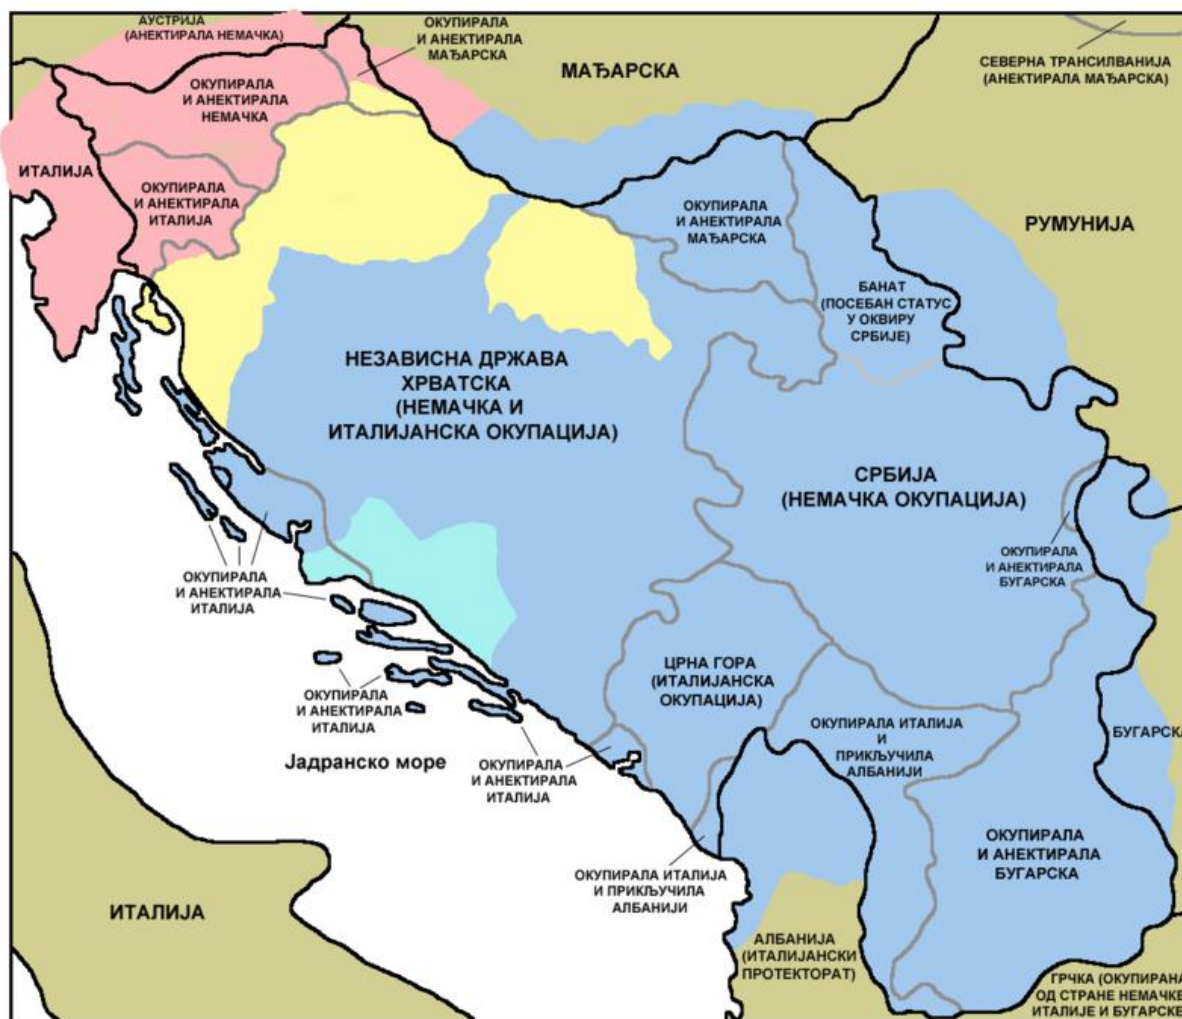 АУСТРИЈА
(АНЕКТИРАЛА НЕМАЧКА)
ОКУПИРАЛА
И АНЕКТИРАЛА
МАЂАРСКА
МАЂАРСКА
СЕВЕРНА ТРАНСИЛВАНИЈА
(АНЕКТИРАЛА МАЂАРСКА)
ОКУПИРАЛА
И АНЕКТИРАЛА
НЕМАЧКА
ИТАЛИЈА
ОКУПИРАЛА
И АНЕКТИРАЛА
ИТАЛИЈА
ОКУПИРАЛА
И АНЕКТИРАЛА
МАЂАРСКА
РУМУНИЈА
БАНАТ
(ПОСЕБАН СТАТУС
У ОКВИРУ
СРБИЈЕ)
НЕЗАВИСНА ДРЖАВА
ХРВАТСКА
(НЕМАЧКА И
ИТАЛИЈАНСКА ОКУПАЦИЈА)
СРБИЈА
(НЕМАЧКА ОКУПАЦИЈА)
ОКУПИРАЛА
И АНЕКТИРАЛА
БУГАРСКА
ОКУПИРАЛА
И АНЕКТИРАЛА
ИТАЛИЈА
ЦРНА ГОРА
(ИТАЛИЈАНСКА
ОКУПАЦИЈА)
ОКУПИРАЛА
И АНЕКТИРАЛА
ИТАЛИЈА
ОКУПИРАЛА ИТАЛИЈА
И
ПРИКЉУЧИЛА
АЛБАНИЈИ
БУГАРСКА
Јадранско море
ОКУПИРАЛА
И АНЕКТИРАЛА
ИТАЛИЈА
ОКУПИРАЛА
И АНЕКТИРАЛА
БУГАРСКА
ОКУПИРАЛА ИТАЛИЈА
И ПРИКЉУЧИЛА
АЛБАНИЈИ
ИТАЛИЈА
АЛБАНИЈА
(ИТАЛИЈАНСКИ
ПРОТЕКТОРАТ)
ГРЧКА (ОКУПИРАНА
ОД СТРАНЕ НЕМАЧКЕ
ИТАЛИЈЕ И БУГАРСКЕ